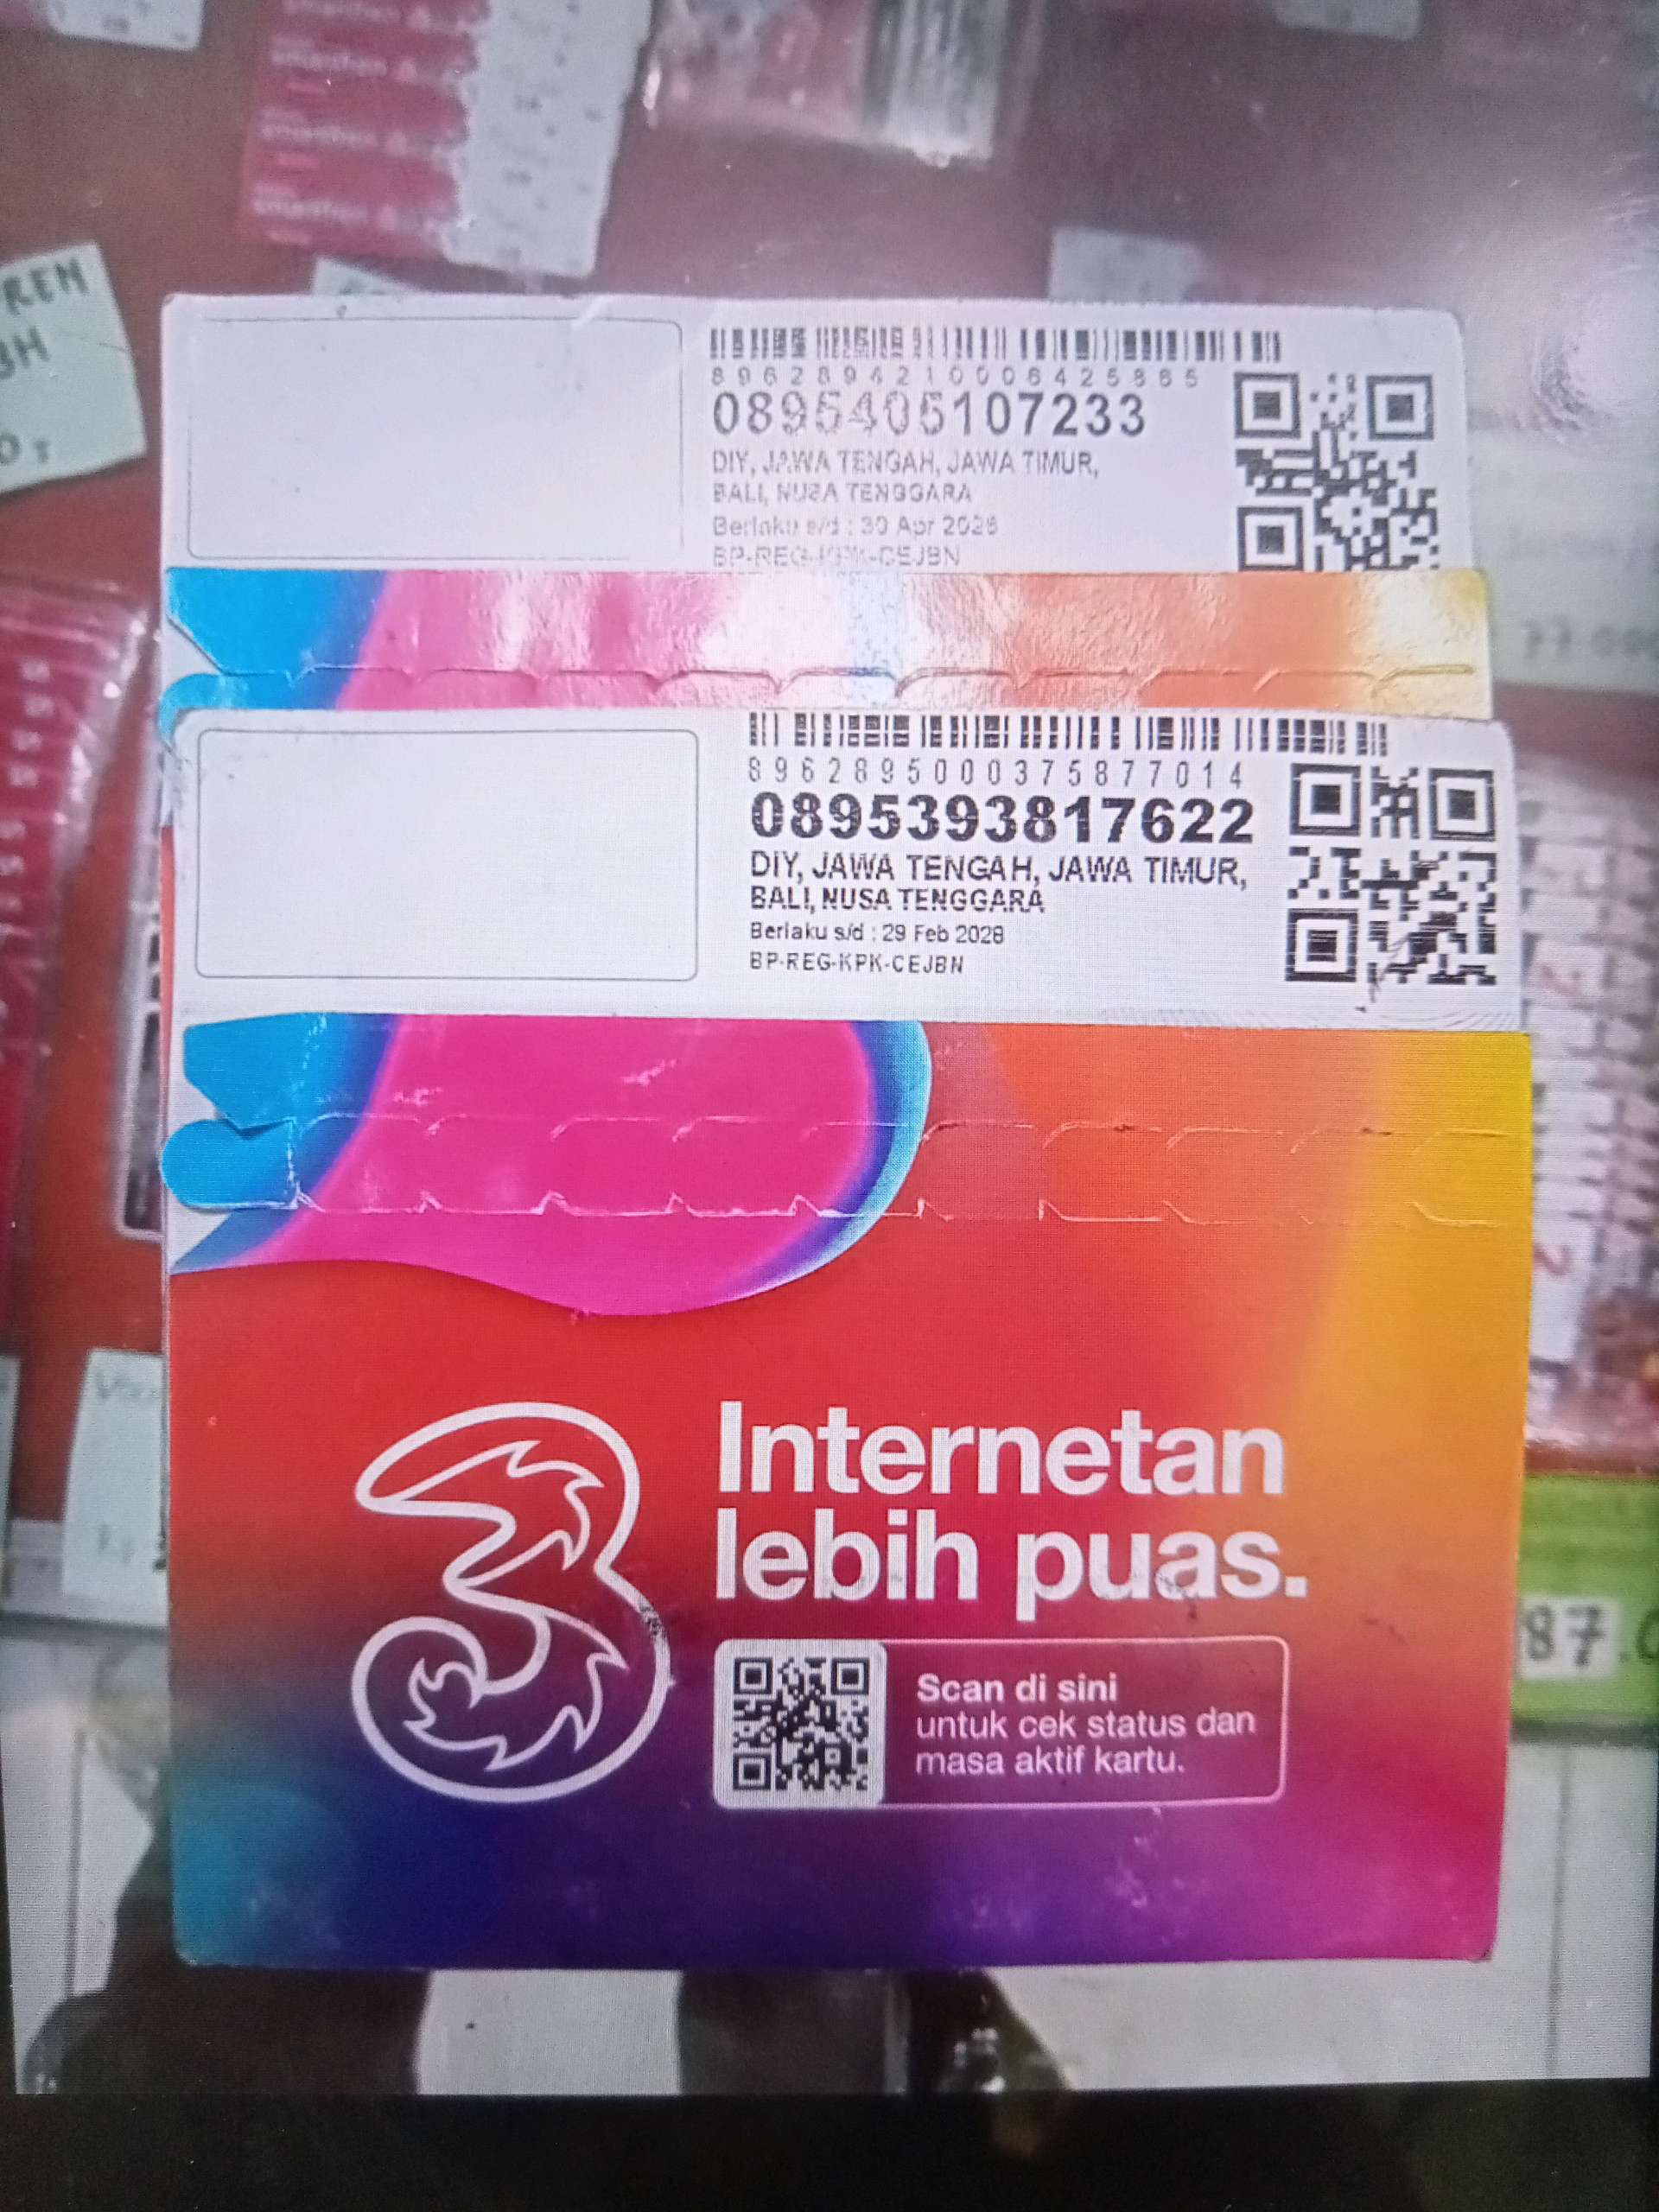 8962894210006425865
0895405107233
DIY, JAWA TENGAH, JAWA TIMUR,
BALI, NUSA TENGGARA
Berlaku s/d : 30 Apr 2028
8962895000375877014
0895393817622
DIY, JAWA TENGAH, JAWA TIMUR,
BALI, NUSA TENGGARA
Berlaku s/d : 29 Feb 2028
BP-REG-KPK-CEJBN
3
Internetan
lebih puas.
Scan di sini
untuk cek status dan
masa aktif kartu.